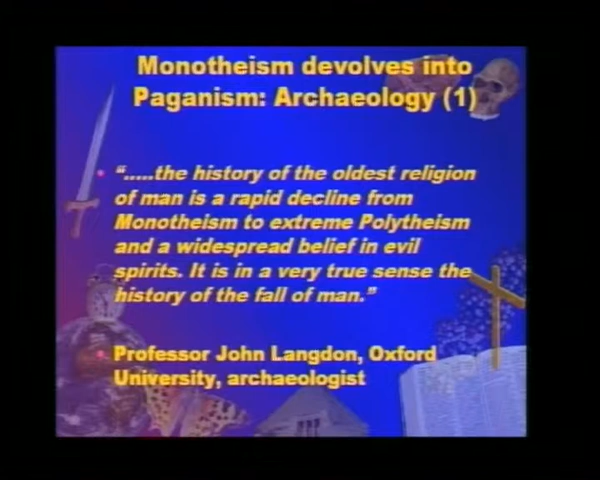 Monotheism devolves into
Paganism: Archaeology (1)
“.....the history of the oldest religion
of man is a rapid decline from
Monotheism to extreme Polytheism
and a widespread belief in evil
spirits. It is in a very true sense the
history of the fall of man.”
Professor John Langdon, Oxford
University, archaeologist